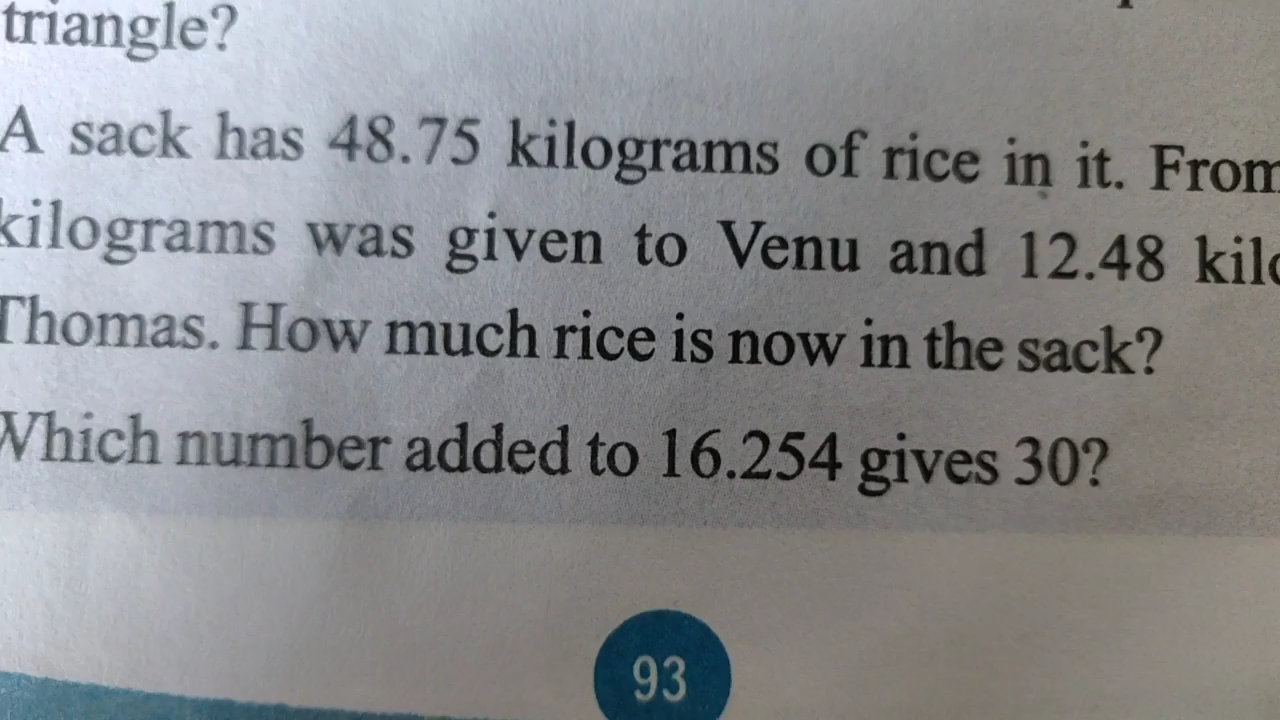 triangle?
A sack has 48.75 kilograms of rice in it. From
kilograms was given to Venu and 12.48 kilo
Thomas. How much rice is now in the sack?
Which number added to 16.254 gives 30?
93